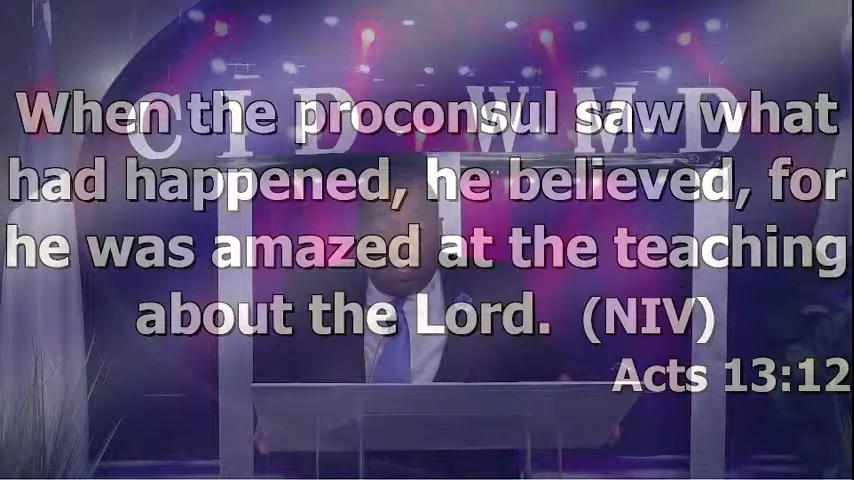 C I D . W M D
When the proconsul saw what
had happened, he believed, for
he was amazed at the teaching
about the Lord. (NIV)
Acts 13:12